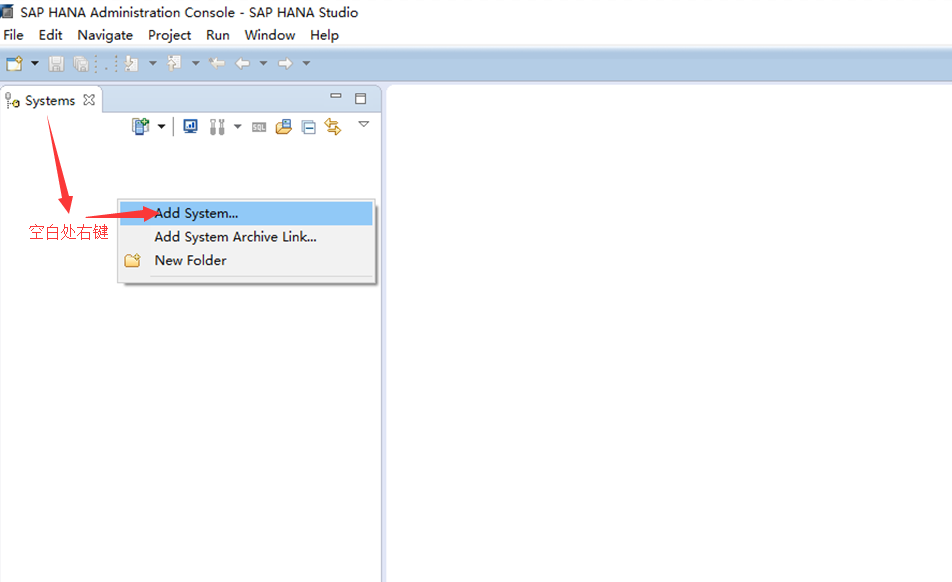 SAP HANA Administration Console - SAP HANA Studio
File Edit Navigate Project Run Window Help
Systems
SQL
Add System...
空白处右键
Add System Archive Link...
New Folder